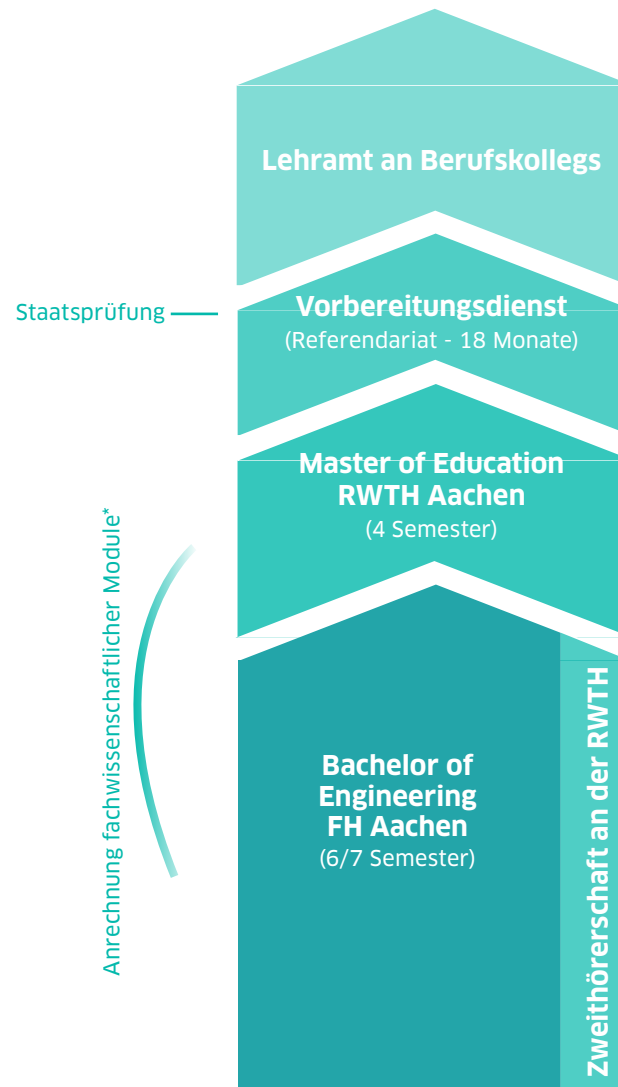 Lehramt an Berufskollegs
Staatsprüfung
Vorbereitungsdienst
(Referendariat - 18 Monate)
Master of Education
RWTH Aachen
(4 Semester)
Anrechnung fachwissenschaftlicher Module*
Bachelor of
Engineering
FH Aachen
(6/7 Semester)
Zweithörerschaft an der RWTH